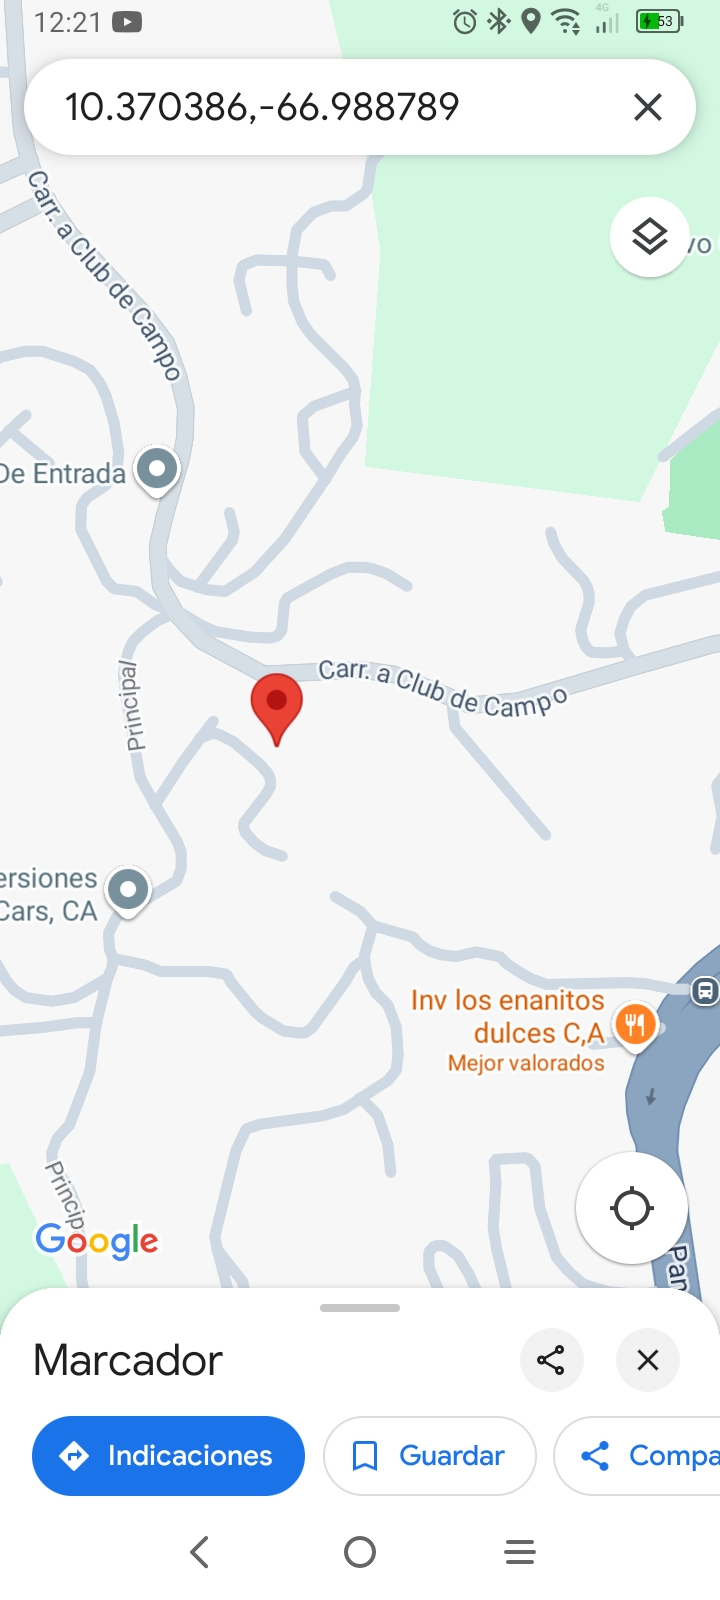 12:21
4G
53
10.370386,-66.988789
Carr. a Club de Campo
vo
De Entrada
Carr. a Club de Campo
Principal
ersiones
Cars, CA
Inv los enanitos
dulces C,A
Mejor valorados
Princip
Google
Pan
Marcador
Indicaciones
Guardar
Compa